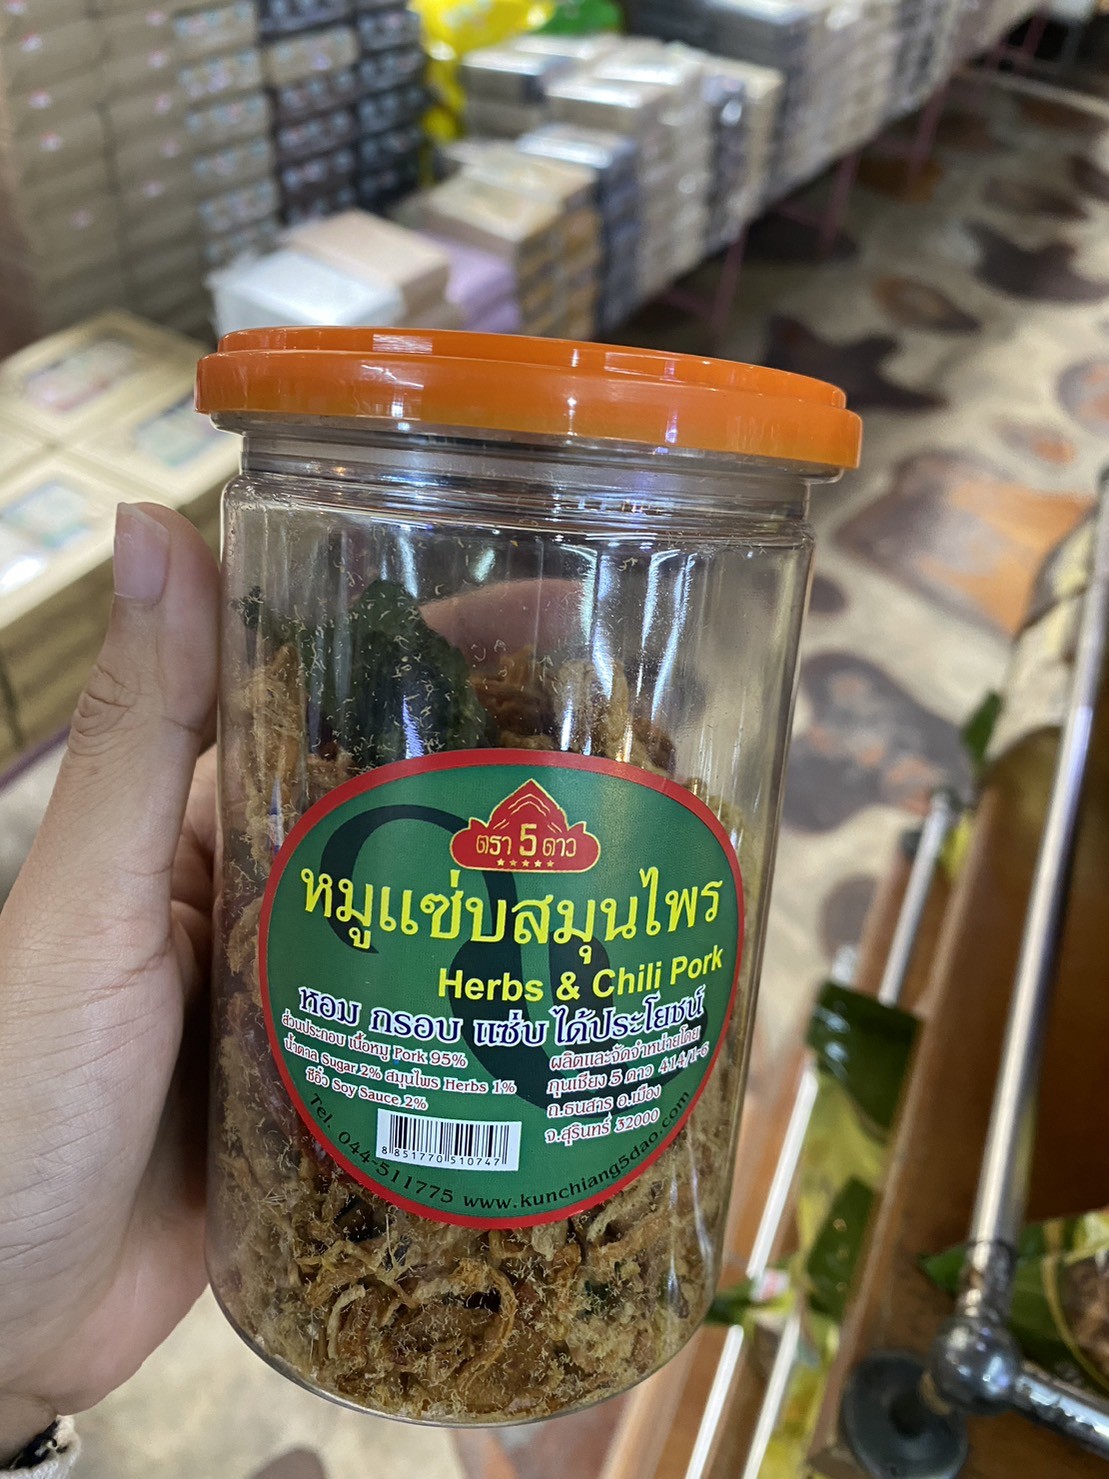 ตรา 5 ดาว
หมูแซ่บสมุนไพร
Herbs & Chili Pork
หอม กรอบ แซ่บ ได้ประโยชน์
ส่วนประกอบ เนื้อหมู Pork 95%
น้ำตาล Sugar 2% สมุนไพร Herbs 1%
ซีอิ๊ว Soy Sauce 2%
ผลิตและจัดจำหน่ายโดย
กุนเชียง 5 ดาว 414/1-6
ถ.ธนสาร อ.เมือง
จ.สุรินทร์ 32000
8 851770 510747
Tel. 044-511775 www.kunchiang5dao.com